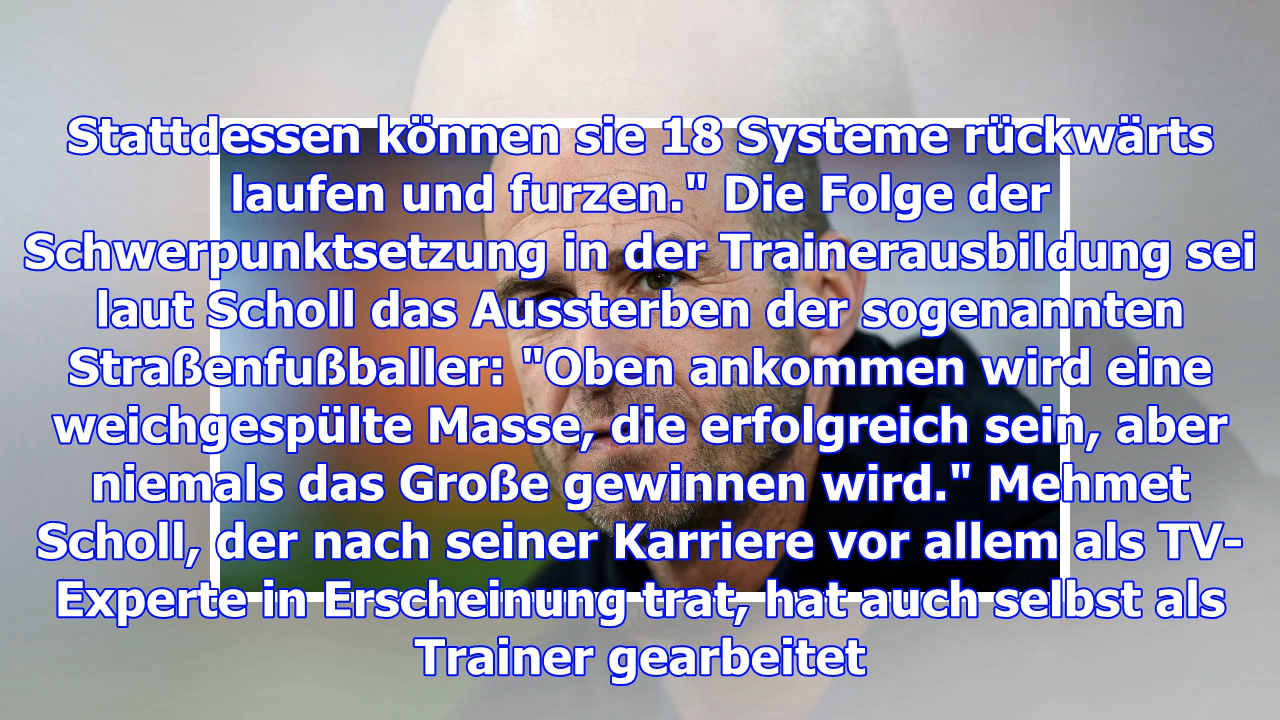 Stattdessen können sie 18 Systeme rückwärts
laufen und furzen." Die Folge der
Schwerpunktsetzung in der Trainerausbildung sei
laut Scholl das Aussterben der sogenannten
Straßenfußballer: "Oben ankommen wird eine
weichgespülte Masse, die erfolgreich sein, aber
niemals das Große gewinnen wird." Mehmet
Scholl, der nach seiner Karriere vor allem als TV-
Experte in Erscheinung trat, hat auch selbst als
Trainer gearbeitet